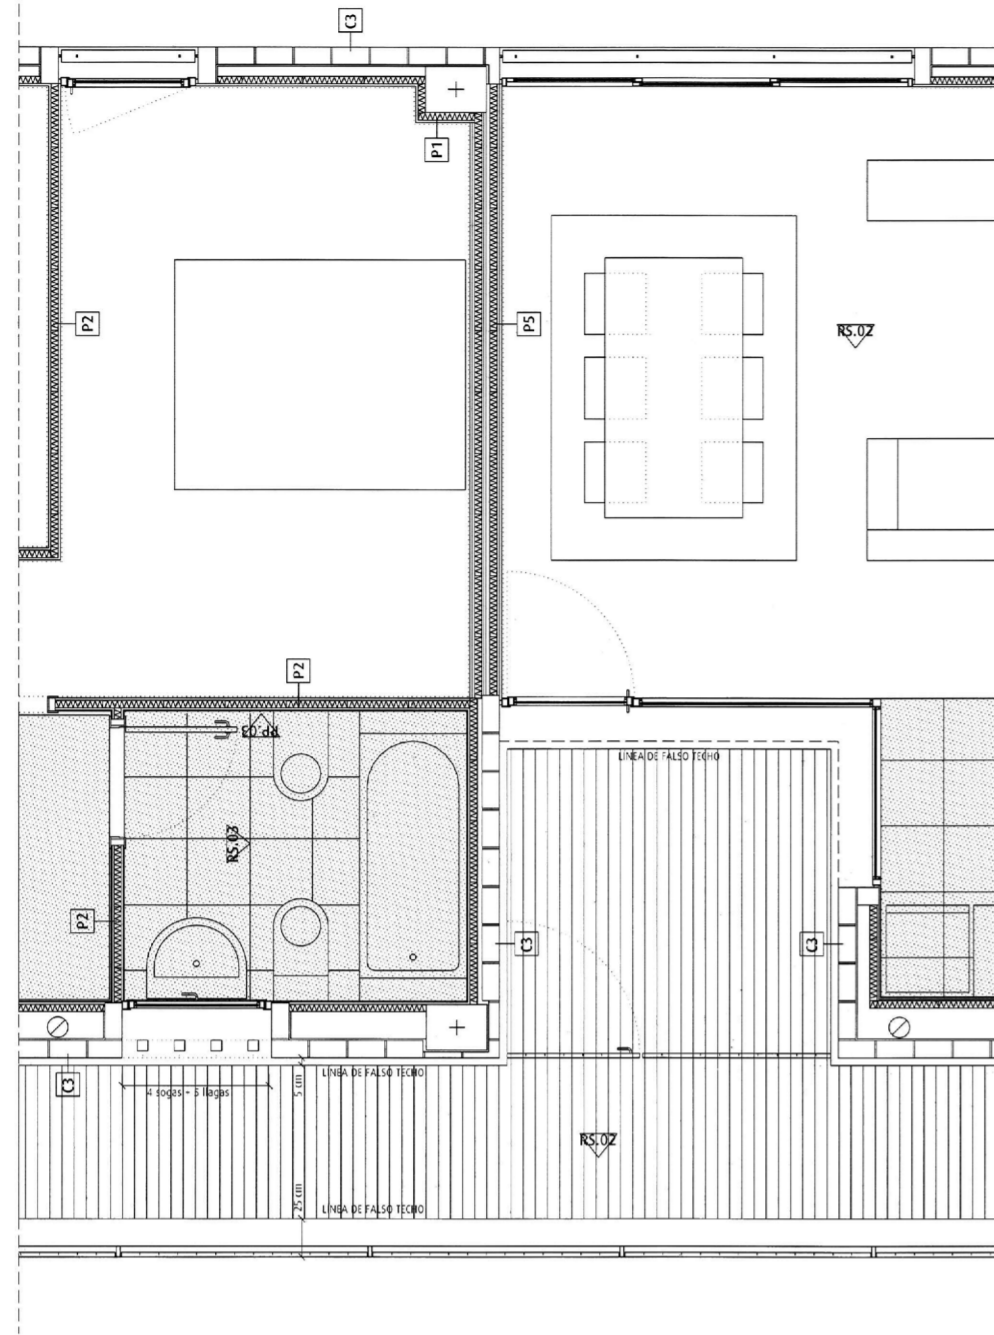 C3
P1
P2
P5
RS.02
P2
RP.03
LINEA DE FALSO TECHO
RS.03
P2
C3
C3
C3
LINEA DE FALSO TECHO
5 cm
4 sogas + 5 llagas
RS.02
25 cm
LINEA DE FALSO TECHO